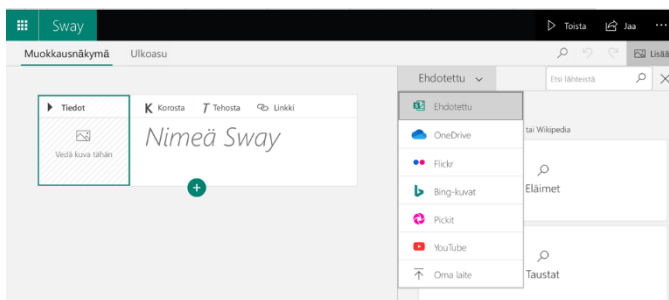 Sway
Toista
Jaa
Muokkausnäkymä
Ulkoasu
Lisää
Ehdotettu
Etsi lähteistä
Tiedot
K Korosta
T Tehosta
Linkki
Ehdotettu
tai Wikipedia
Vedä kuva tähän
Nimeä Sway
OneDrive
Flickr
Eläimet
Bing-kuvat
Pickit
YouTube
Oma laite
Taustat